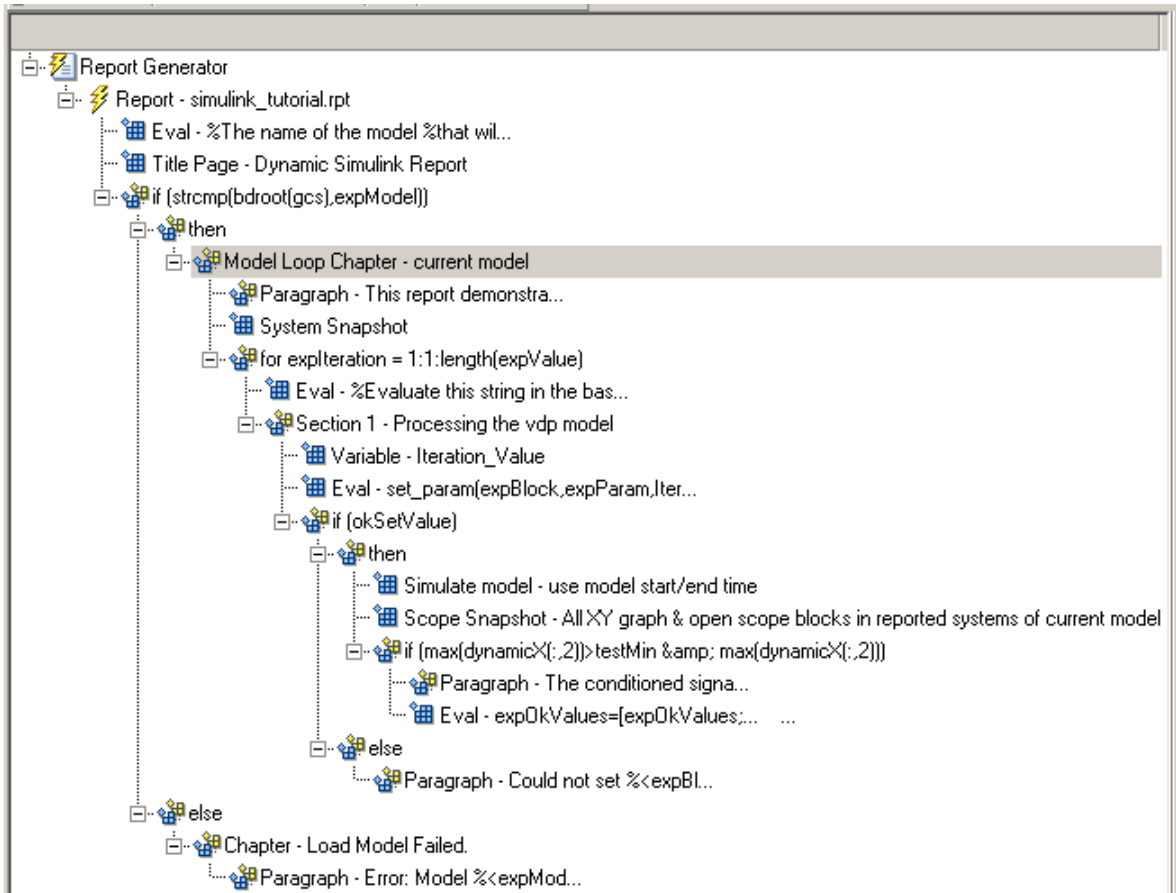 Report Generator
Report - simulink_tutorial.rpt
Eval - %The name of the model %that wil...
Title Page - Dynamic Simulink Report
if (strcmp(bdroot(gcs),expModel))
then
Model Loop Chapter - current model
Paragraph - This report demonstra...
System Snapshot
for expIteration = 1:1:length(expValue)
Eval - %Evaluate this string in the bas...
Section 1 - Processing the vdp model
Variable - Iteration_Value
Eval - set_param(expBlock,expParam,Iter...
if (okSetValue)
then
Simulate model - use model start/end time
Scope Snapshot - All XY graph & open scope blocks in reported systems of current model
if (max(dynamicX(:,2))>testMin &amp; max(dynamicX(:,2)))
Paragraph - The conditioned signa...
Eval - expOkValues=[expOkValues;... ...
else
Paragraph - Could not set %<expBl...
else
Chapter - Load Model Failed.
Paragraph - Error: Model %<expMod...